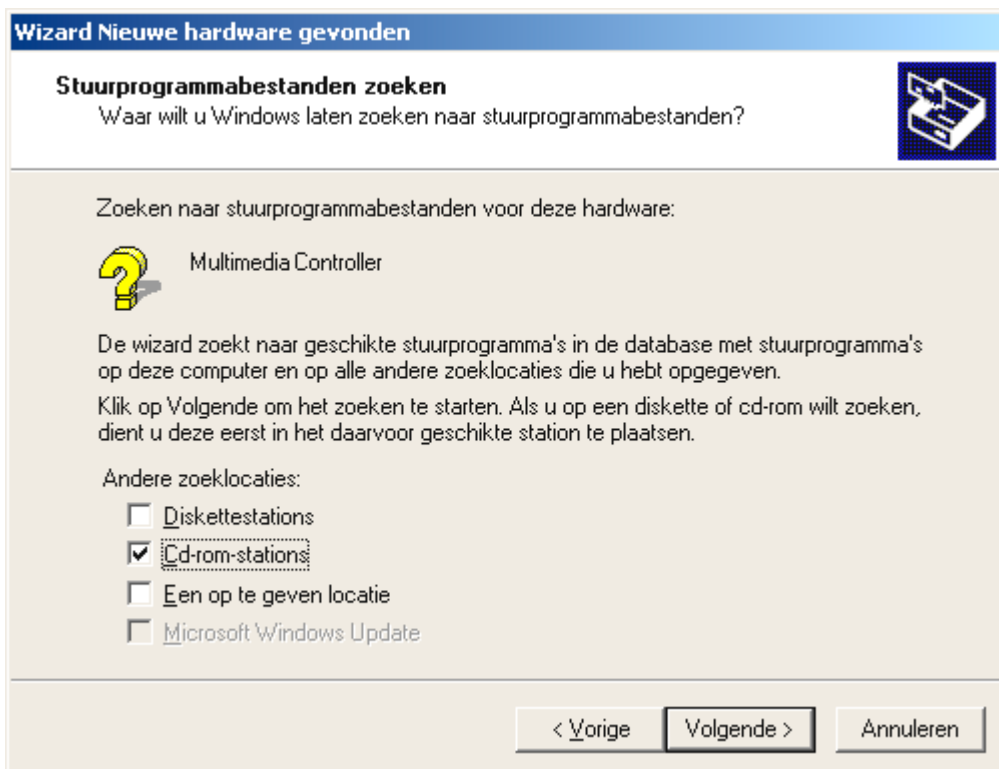 Wizard Nieuwe hardware gevonden
Stuurprogrammabestanden zoeken
Waar wilt u Windows laten zoeken naar stuurprogrammabestanden?
Zoeken naar stuurprogrammabestanden voor deze hardware:
Multimedia Controller
De wizard zoekt naar geschikte stuurprogramma's in de database met stuurprogramma's
op deze computer en op alle andere zoeklocaties die u hebt opgegeven.
Klik op Volgende om het zoeken te starten. Als u op een diskette of cd-rom wilt zoeken,
dient u deze eerst in het daarvoor geschikte station te plaatsen.
Andere zoeklocaties:
Diskettestations
Cd-rom-stations
Een op te geven locatie
Microsoft Windows Update
< Vorige Volgende > Annuleren